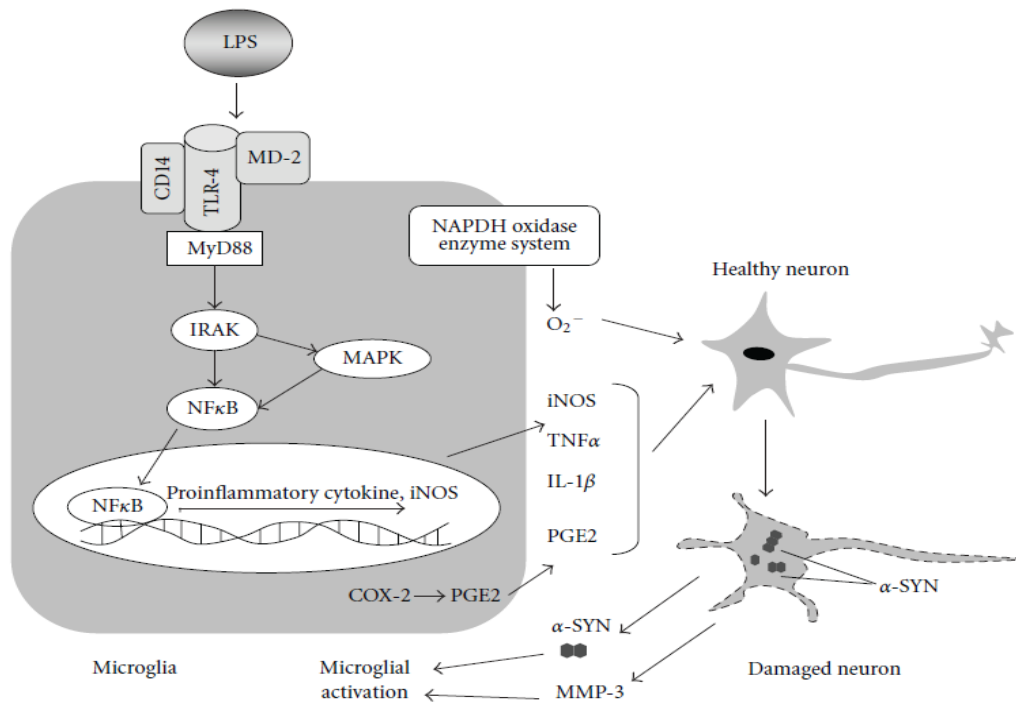 LPS
CD14
TLR-4
MD-2
MyD88
NAPDH oxidase
enzyme system
Healthy neuron
O₂⁻
IRAK
MAPK
NFκB
iNOS
TNFα
IL-1β
PGE2
Proinflammatory cytokine, iNOS
NFκB
COX-2
PGE2
α-SYN
α-SYN
Microglia
Microglial
activation
MMP-3
Damaged neuron